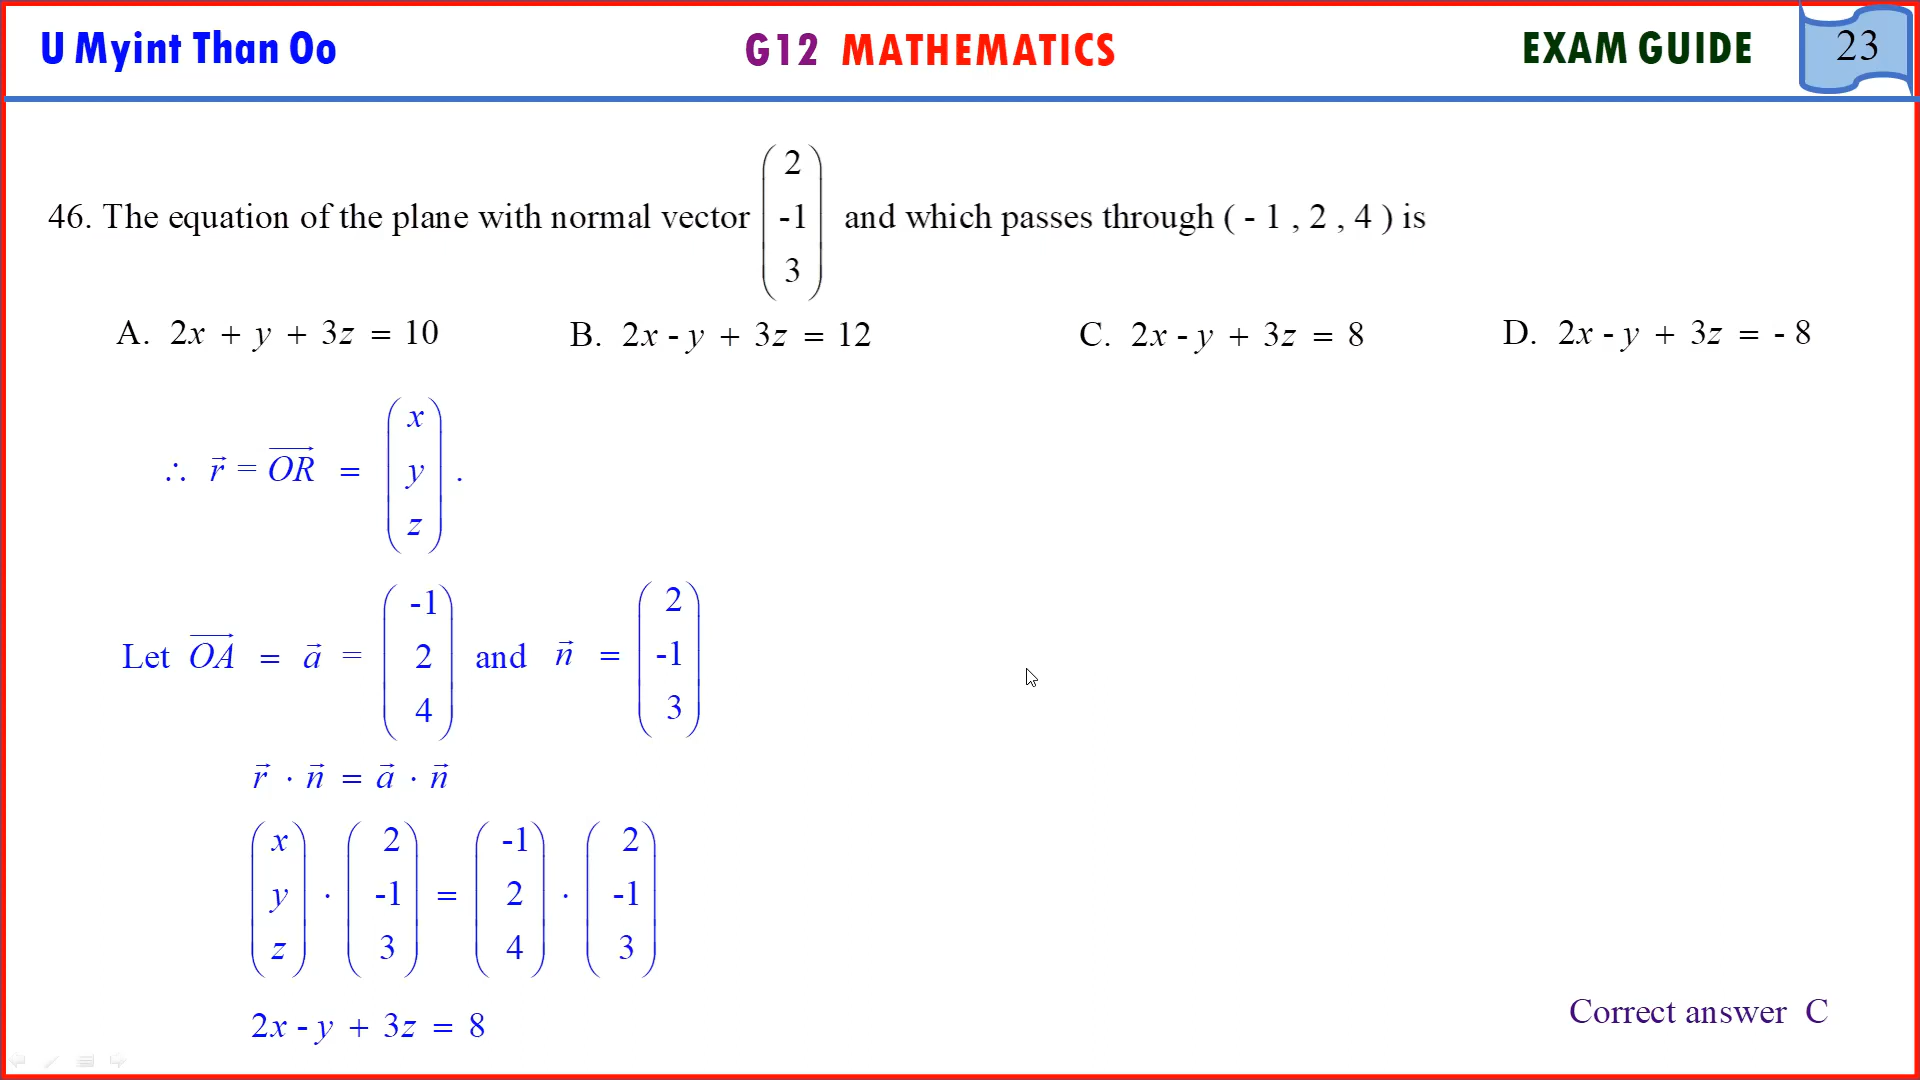 U Myint Than Oo G12 MATHEMATICS EXAM GUIDE 23
46. The equation of the plane with normal vector (2 -1 3) and which passes through ( - 1 , 2 , 4 ) is
A. 2x + y + 3z = 10 B. 2x - y + 3z = 12 C. 2x - y + 3z = 8 D. 2x - y + 3z = - 8
∴ r⃗ = OR⃗ = (x y z) .
Let OA⃗ = a⃗ = (-1 2 4) and n⃗ = (2 -1 3)
r⃗ · n⃗ = a⃗ · n⃗
(x y z) · (2 -1 3) = (-1 2 4) · (2 -1 3)
2x - y + 3z = 8
Correct answer C